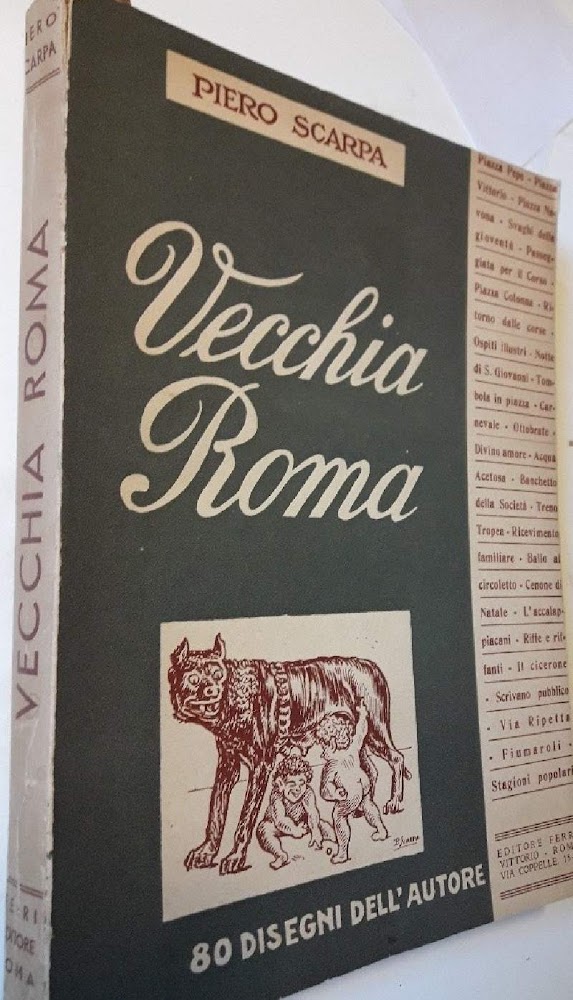 PIERO
SCARPA
VECCHIA ROMA
ROMA
PIERO SCARPA
Vecchia
Roma
80 DISEGNI DELL'AUTORE
Piazza Pepe - Piazza
Vittorio - Piazza Na-
vona - Svaghi della
gioventù - Passeg-
giata per il Corso -
Piazza Colonna - Ri-
torno dalle corse -
Ospiti illustri - Notte
di S. Giovanni - Tom-
bola in piazza - Car-
nevale - Ottobrate -
Divino amore - Acqua
Acetosa - Banchetto
della Società - Treno
Tropea - Ricevimento
familiare - Ballo al
circoletto - Cenone di
Natale - L'accalap-
piacani - Riffe e rif-
fanti - Il cicerone
- Scrivano pubblico
- Via Ripetta -
- Fiumaroli -
Stagioni popolari
EDITORE FERRI
VITTORIO - ROMA
VIA COPPELLE